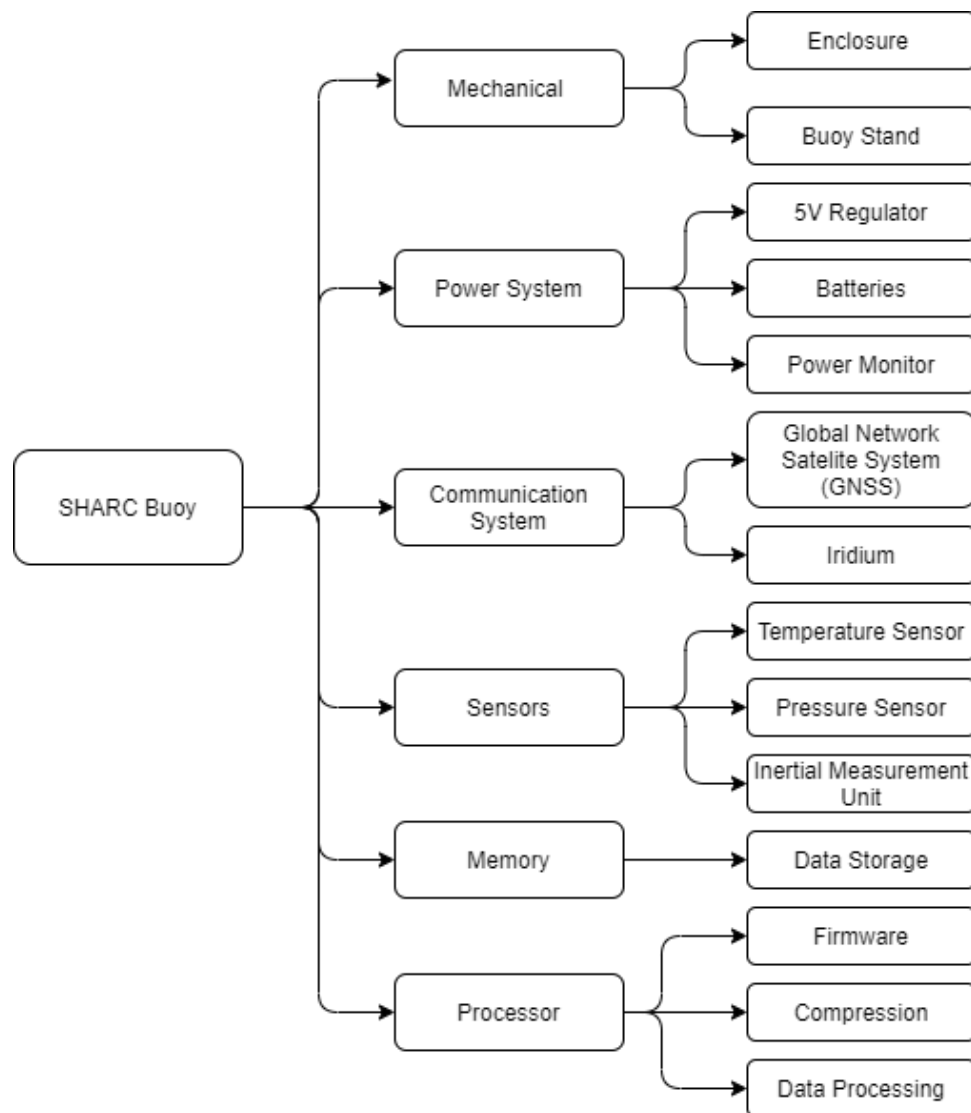 SHARC Buoy
Mechanical
Enclosure
Buoy Stand
Power System
5V Regulator
Batteries
Power Monitor
Communication
System
Global Network
Satelite System
(GNSS)
Iridium
Sensors
Temperature Sensor
Pressure Sensor
Inertial Measurement
Unit
Memory
Data Storage
Processor
Firmware
Compression
Data Processing